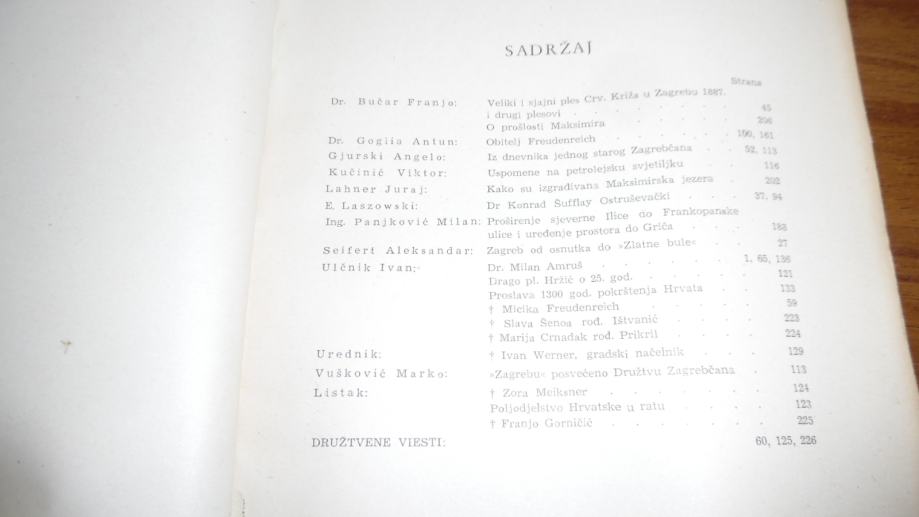 SADRŽAJ
Strana
Dr. Bučar Franjo: Veliki i sjajni ples Crv. Križa u Zagrebu 1887.
i drugi plesovi . . . . . . . 45
O prošlosti Maksimira . . . . . 206
Dr. Goglia Antun: Obitelj Freudenreich . . . . . 100, 161
Gjurski Angelo: Iz dnevnika jednog starog Zagrebčana . . 52, 113
Kučinić Viktor: Uspomene na petrolejsku svjetiljku . . 116
Lahner Juraj: Kako su izgrađivana Maksimirska jezera . 202
E. Laszowski: Dr Konrad Šufflay Ostruševački . . . 37, 94
Ing. Panjković Milan: Proširenje sjeverne Ilice do Frankopanske
ulice i uređenje prostora do Griča . . . 188
Seifert Aleksandar: Zagreb od osnutka do »Zlatne bule« . . 27
Ulčnik Ivan: Dr. Milan Amruš . . . . . 1, 65, 136
Drago pl. Hržić o 25. god. . . . . . 121
Proslava 1300 god. pokrštenja Hrvata . . 133
† Micika Freudenreich . . . . . 59
† Slava Šenoa rođ. Ištvanić . . . . 223
† Marija Crnadak rođ. Prikril . . . . 224
Urednik: † Ivan Werner, gradski načelnik . . . 129
Vušković Marko: »Zagrebu« posvećeno Družtvu Zagrebčana . 113
Listak: † Zora Meiksner . . . . . . 124
Poljodjelstvo Hrvatske u ratu . . . . 123
† Franjo Gorničić . . . . . . 225
DRUŽTVENE VIESTI: 60, 125, 226